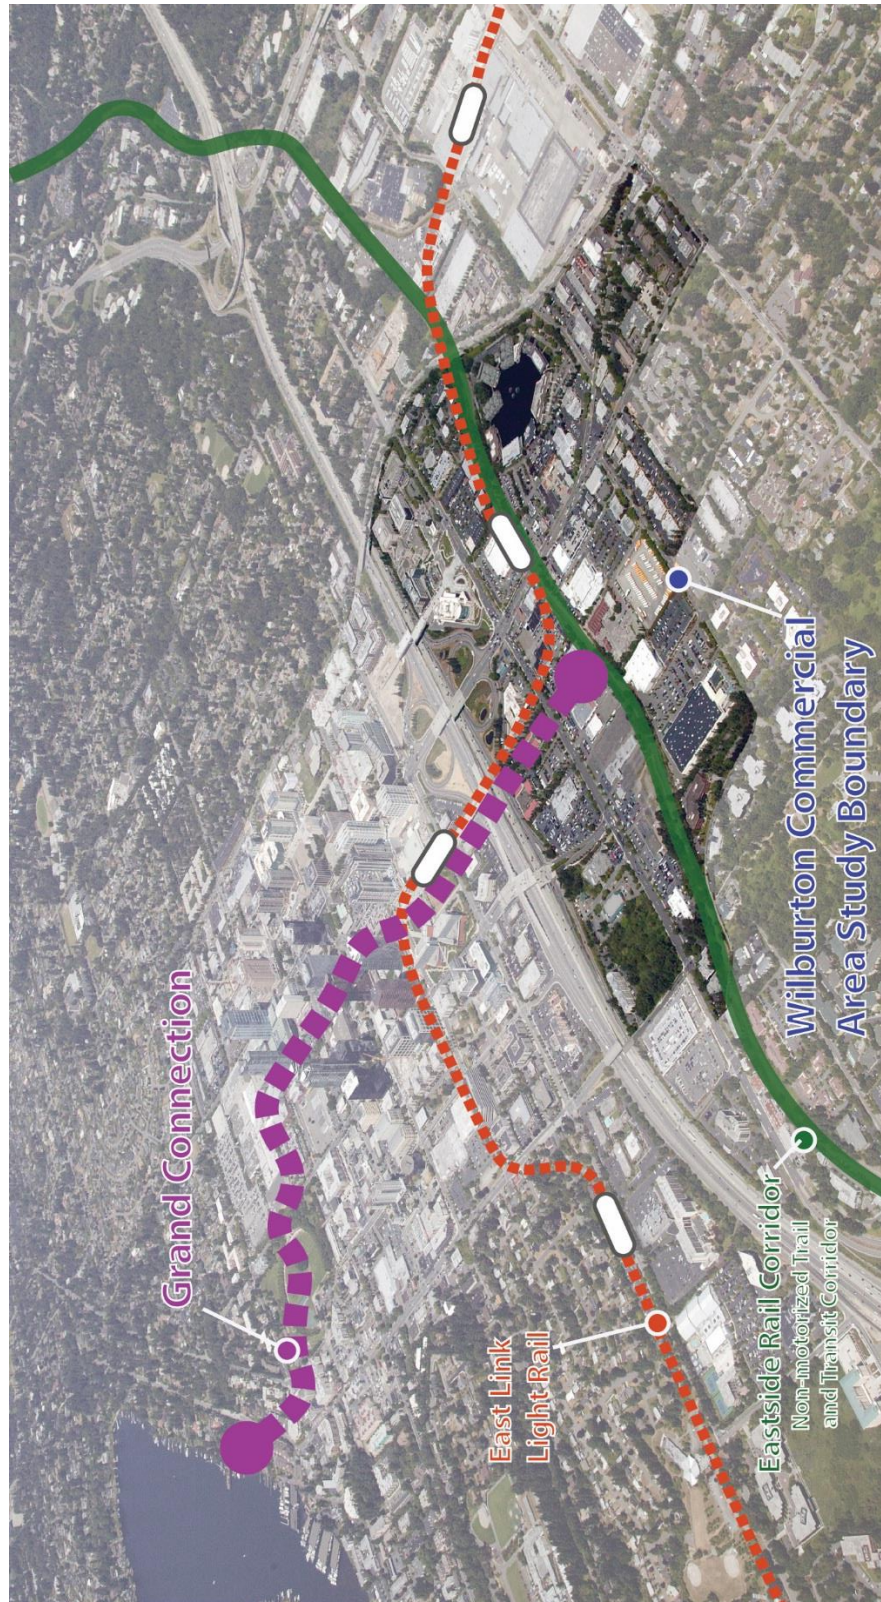 Grand Connection
East Link
Light Rail
Eastside Rail Corridor
Non-motorized Trail
and Transit Corridor
Wilburton Commercial
Area Study Boundary